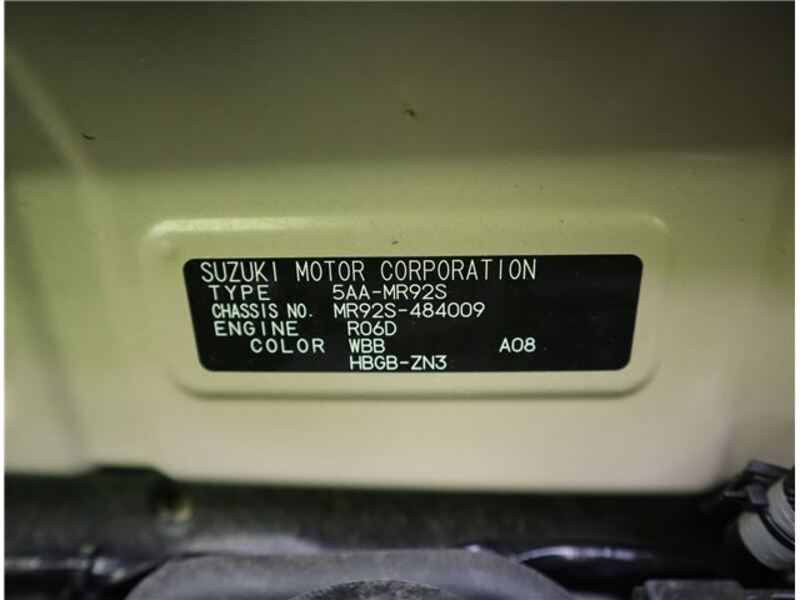 SUZUKI MOTOR CORPORATION
TYPE 5AA-MR92S
CHASSIS NO. MR92S-484009
ENGINE R06D
COLOR WBB A08
HBGB-ZN3